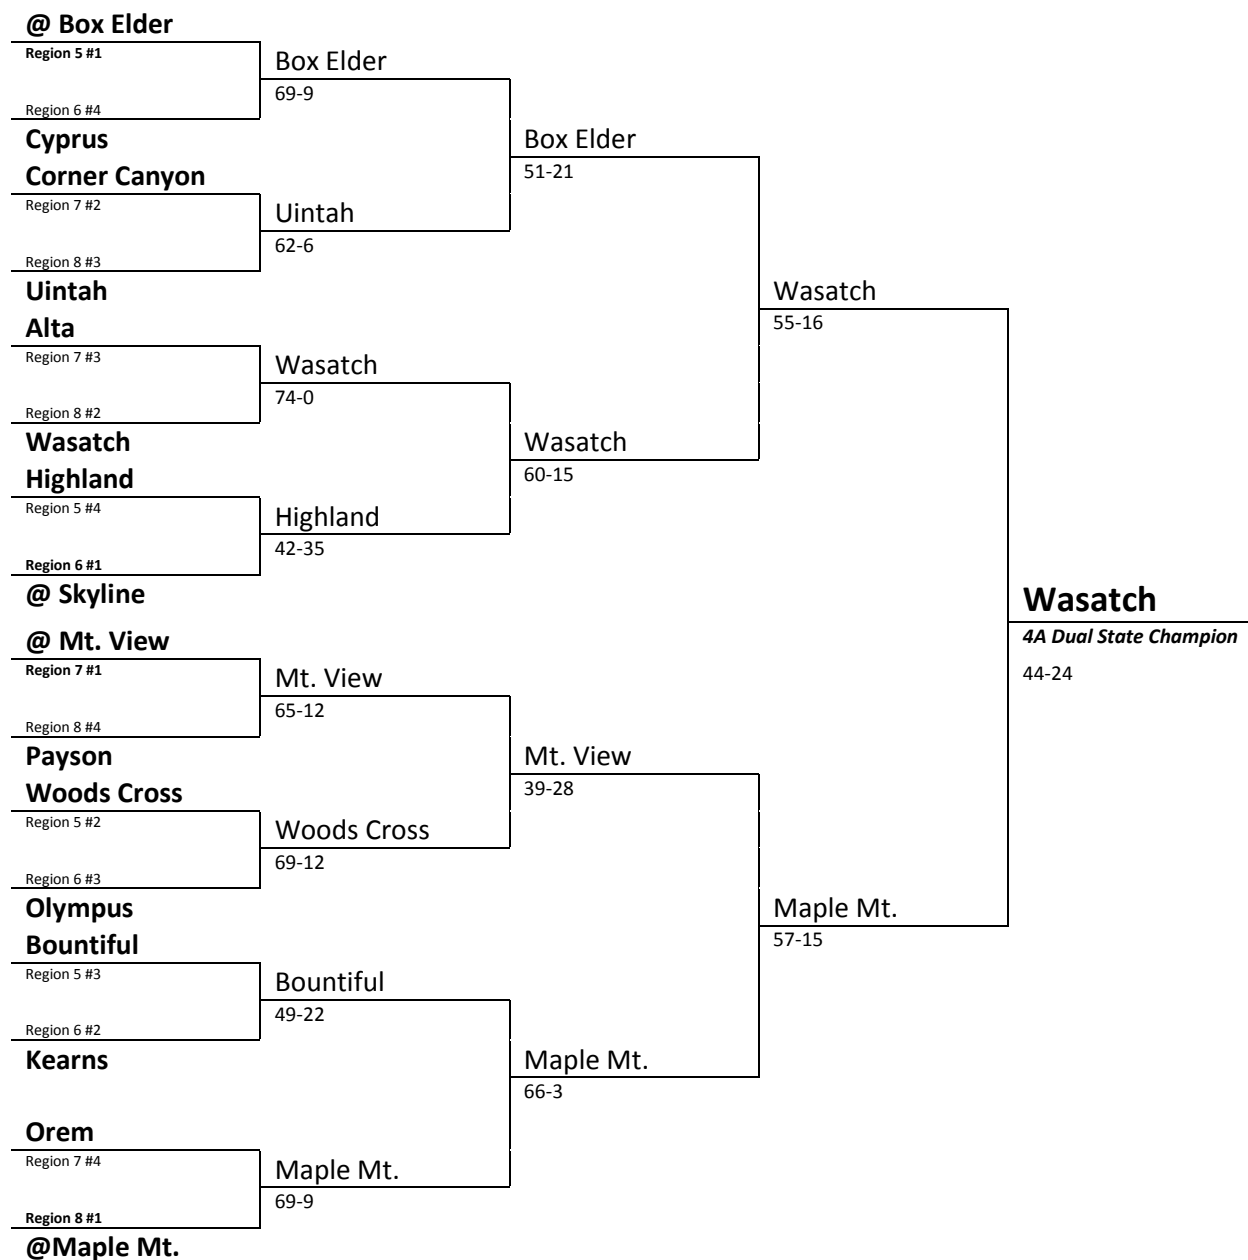 @ Box Elder
Region 5 #1
Box Elder
69-9
Region 6 #4
Cyprus
Box Elder
51-21
Corner Canyon
Region 7 #2
Uintah
62-6
Region 8 #3
Uintah
Wasatch
55-16
Alta
Region 7 #3
Wasatch
74-0
Region 8 #2
Wasatch
Wasatch
60-15
Highland
Region 5 #4
Highland
42-35
Region 6 #1
@ Skyline
Wasatch
4A Dual State Champion
44-24
@ Mt. View
Region 7 #1
Mt. View
65-12
Region 8 #4
Payson
Mt. View
39-28
Woods Cross
Region 5 #2
Woods Cross
69-12
Region 6 #3
Olympus
Maple Mt.
57-15
Bountiful
Region 5 #3
Bountiful
49-22
Region 6 #2
Kearns
Maple Mt.
66-3
Orem
Region 7 #4
Maple Mt.
69-9
Region 8 #1
@Maple Mt.